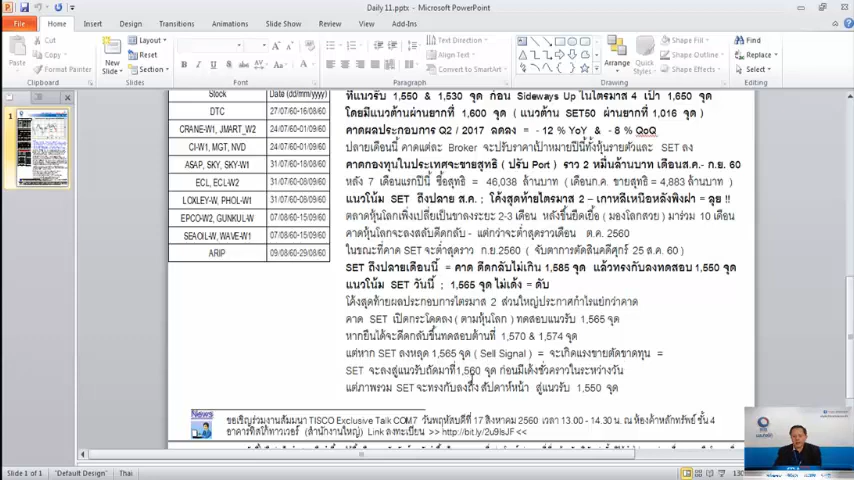 Daily 11.pptx - Microsoft PowerPoint
File Home Insert Design Transitions Animations Slide Show Review View Add-Ins
Paste Cut Copy Format Painter Clipboard
New Slide Layout Reset Section Slides
Font
Text Direction Align Text Convert to SmartArt Paragraph
Arrange Quick Styles Shape Fill Shape Outline Shape Effects Drawing
Find Replace Select Editing
Stock Date (dd/mm/yyyy)
DTC 27/07/60-16/08/60
CRANE-W1, JMART_W2 24/07/60-01/09/60
CI-W1, MGT, NVD 24/07/60-01/09/60
ASAP, SKY, SKY-W1 31/07/60-18/08/60
ECL, ECL-W2 31/07/60-08/09/60
LOXLEY-W1, PHOL-W1 31/07/60-08/09/60
EPCO-W2, GUNKUL-W 07/08/60-15/09/60
SEAOIL-W, WAVE-W1 07/08/60-15/09/60
ARIP 09/08/60-29/08/60
ที่แนวรับ 1,550 & 1,530 จุด ก่อน Sideways Up ในไตรมาส 4 เป้า 1,650 จุด
โดยมีแนวต้านผ่านยากที่ 1,600 จุด ( แนวต้าน SET50 ผ่านยากที่ 1,016 จุด )
คาดผลประกอบการ Q2 / 2017 ลดลง = - 12 % YoY & - 8 % QoQ
ปลายเดือนนี้ คาดแต่ละ Broker จะปรับราคาเป้าหมายปีนี้ทั้งหุ้นรายตัวและ SET ลง
คาดกองทุนในประเทศจะขายสุทธิ ( ปรับ Port ) ราว 2 หมื่นล้านบาท เดือนส.ค.- ก.ย. 60
หลัง 7 เดือนแรกปีนี้ ซื้อสุทธิ = 46,038 ล้านบาท ( เดือนก.ค. ขายสุทธิ = 4,883 ล้านบาท )
แนวโน้ม SET ถึงปลาย ส.ค.; โค้งสุดท้ายไตรมาส 2 – เกาหลีเหนือหลังพิงฝา = ลุย !!
ตลาดหุ้นโลกเพิ่งเปลี่ยนเป็นขาลงระยะ 2-3 เดือน หลังขึ้นยืดเยื้อ ( มองโลกสวย ) มาร่วม 10 เดือน
คาดหุ้นโลกจะลงสลับดีดกลับ - แต่กว่าจะต่ำสุดราวเดือน ต.ค. 2560
ในขณะที่คาด SET จะต่ำสุดราว ก.ย.2560 ( จับตาการตัดสินคดีศุกร์ 25 ส.ค. 60 )
SET ถึงปลายเดือนนี้ = คาด ดีดกลับไม่เกิน 1,585 จุด แล้วทรงกับลงทดสอบ 1,550 จุด
แนวโน้ม SET วันนี้ ; 1,565 จุด ไม่เด้ง = ดับ
โค้งสุดท้ายผลประกอบการไตรมาส 2 ส่วนใหญ่ประกาศกำไรแย่กว่าคาด
คาด SET เปิดกระโดดลง ( ตามหุ้นโลก ) ทดสอบแนวรับ 1,565 จุด
หากยืนได้จะดีดกลับขึ้นทดสอบด้านที่ 1,570 & 1,574 จุด
แต่หาก SET ลงหลุด 1,565 จุด ( Sell Signal ) = จะเกิดแรงขายตัดขาดทุน =
SET จะลงสู่แนวรับถัดมาที่1,560 จุด ก่อนมีเด้งชั่วคราวในระหว่างวัน
แต่ภาพรวม SET จะทรงกับลงถึง สัปดาห์หน้า สู่แนวรับ 1,550 จุด
News
ขอเชิญร่วมงานสัมมนา TISCO Exclusive Talk COM7 วันพฤหัสบดีที่ 17 สิงหาคม 2560 เวลา 13.00 - 14.30 น. ณ ห้องค้าหลักทรัพย์ ชั้น 4
อาคารทิสโก้ทาวเวอร์ (สำนักงานใหญ่) Link ลงทะเบียน >> http://bit.ly/2u9lsJF <<
Slide 1 of 1 "Default Design" Thai